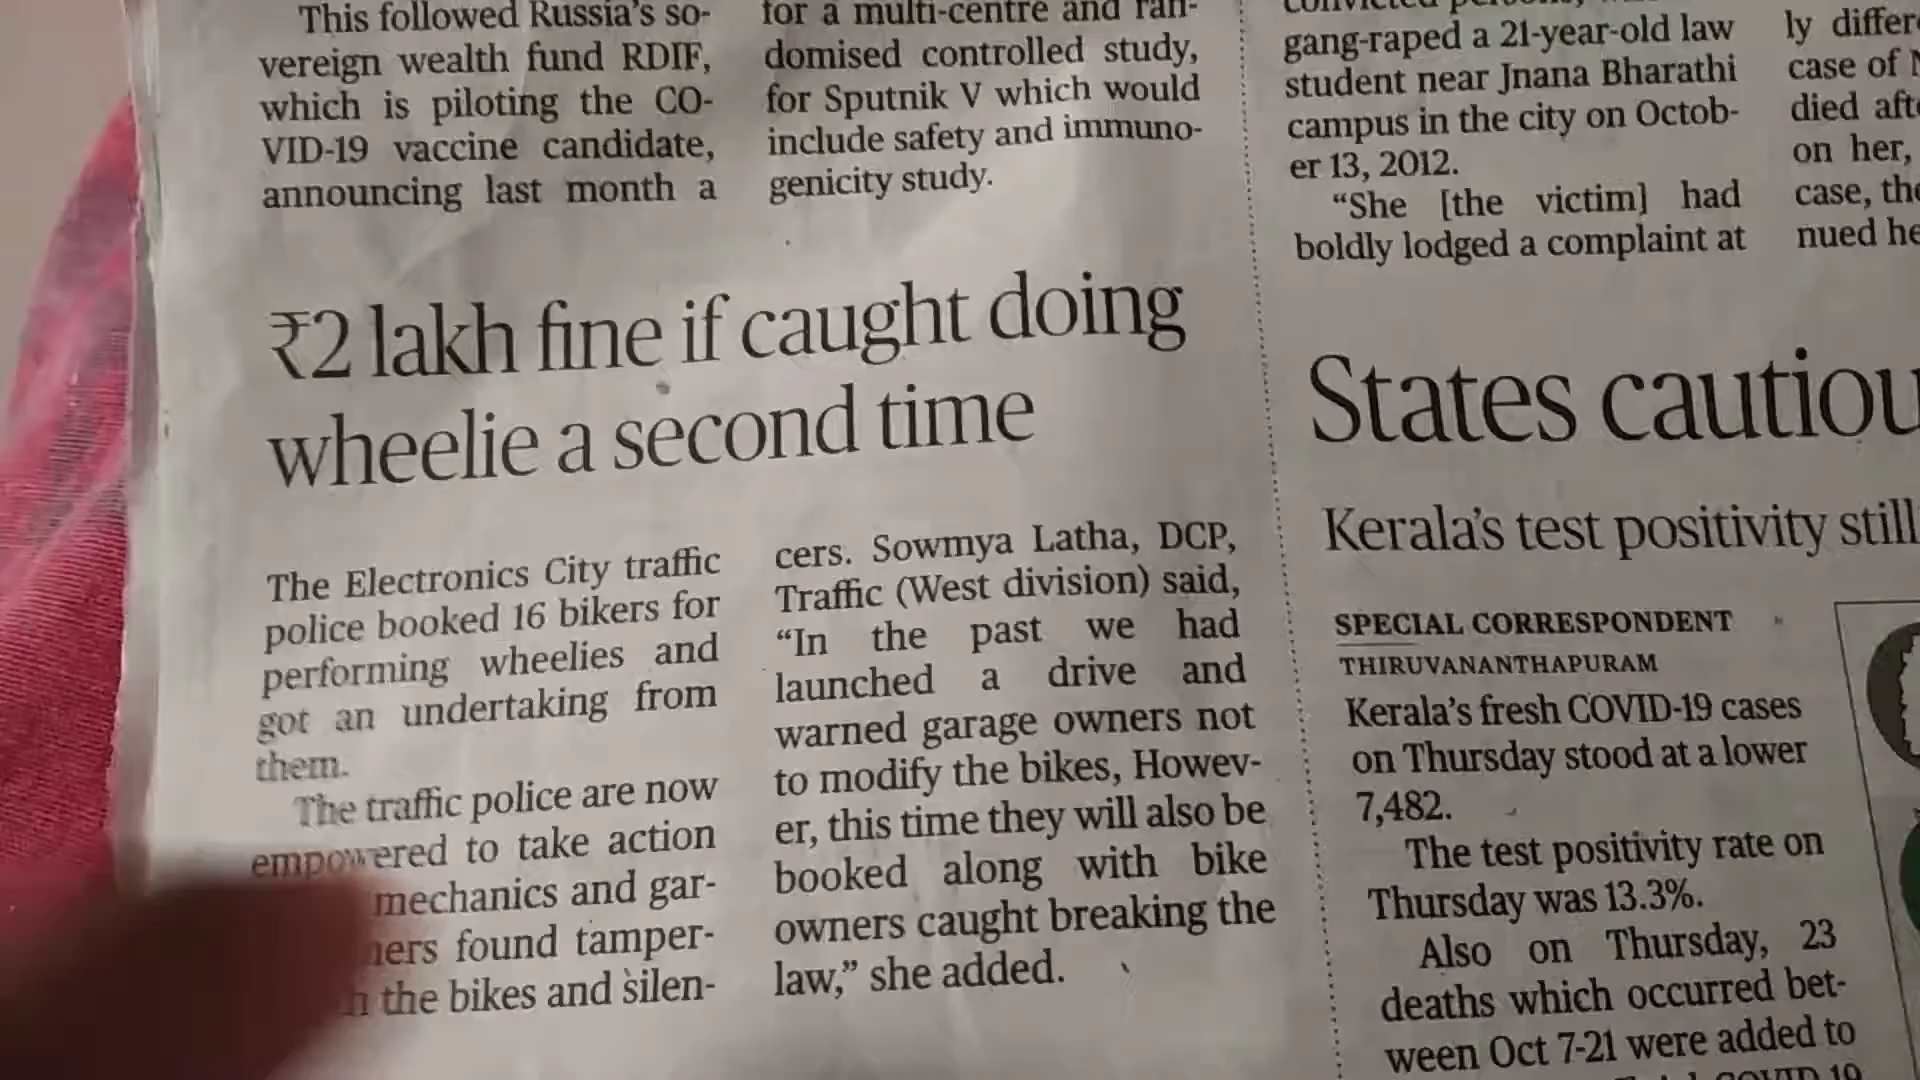 This followed Russia's so-
vereign wealth fund RDIF,
which is piloting the CO-
VID-19 vaccine candidate,
announcing last month a
for a multi-centre and ran-
domised controlled study,
for Sputnik V which would
include safety and immuno-
genicity study.
₹2 lakh fine if caught doing
wheelie a second time
The Electronics City traffic
police booked 16 bikers for
performing wheelies and
got an undertaking from
them.
The traffic police are now
empowered to take action
mechanics and gar-
found tamper-
the bikes and silen-
cers. Sowmya Latha, DCP,
Traffic (West division) said,
“In the past we had
launched a drive and
warned garage owners not
to modify the bikes, Howev-
er, this time they will also be
booked along with bike
owners caught breaking the
law,” she added.
gang-raped a 21-year-old law
student near Jnana Bharathi
campus in the city on Octob-
er 13, 2012.
“She [the victim] had
boldly lodged a complaint at
ly
case of
died
on her,
case,
nued
States
Kerala's test positivity still
SPECIAL CORRESPONDENT
THIRUVANANTHAPURAM
Kerala's fresh COVID-19 cases
on Thursday stood at a lower
7,482.
The test positivity rate on
Thursday was 13.3%.
Also on Thursday, 23
deaths which occurred bet-
ween Oct 7-21 were added to